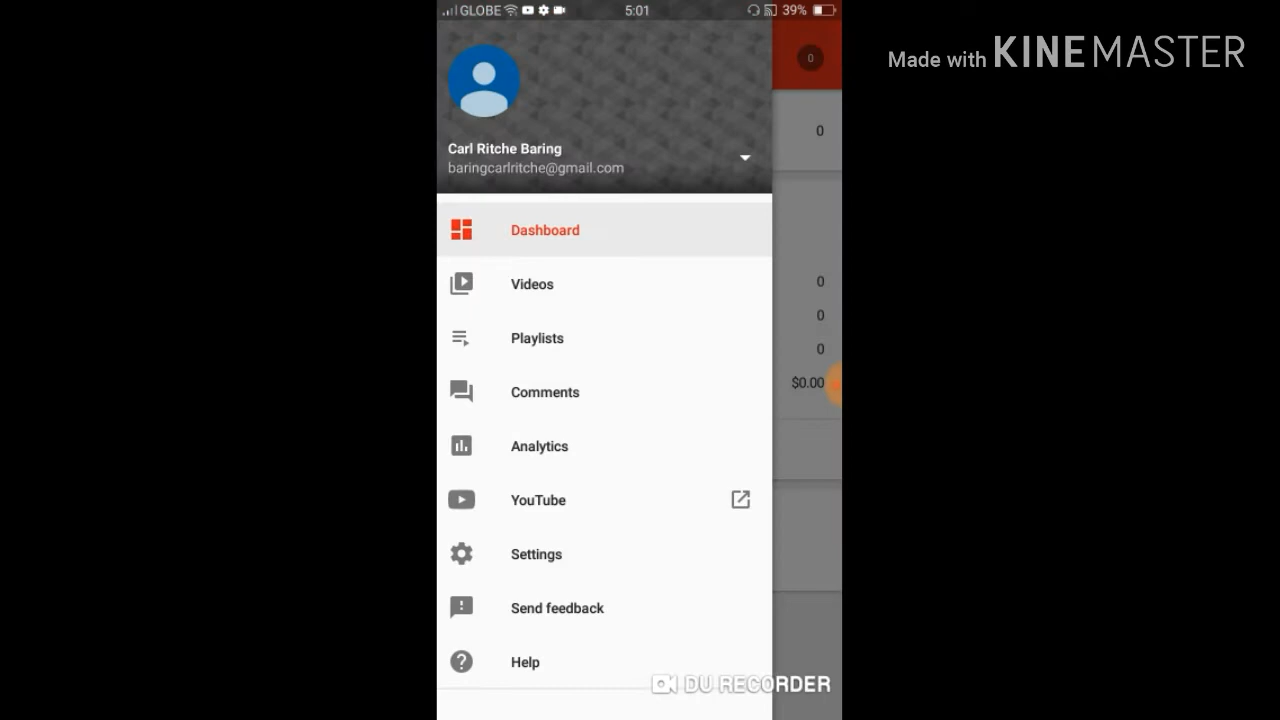 GLOBE 5:01 39%
Made with KINEMASTER
0
Carl Ritche Baring
baringcarlritche@gmail.com
0
Dashboard
Videos
0
0
Playlists
0
$0.00
Comments
Analytics
YouTube
Settings
Send feedback
Help
DU RECORDER